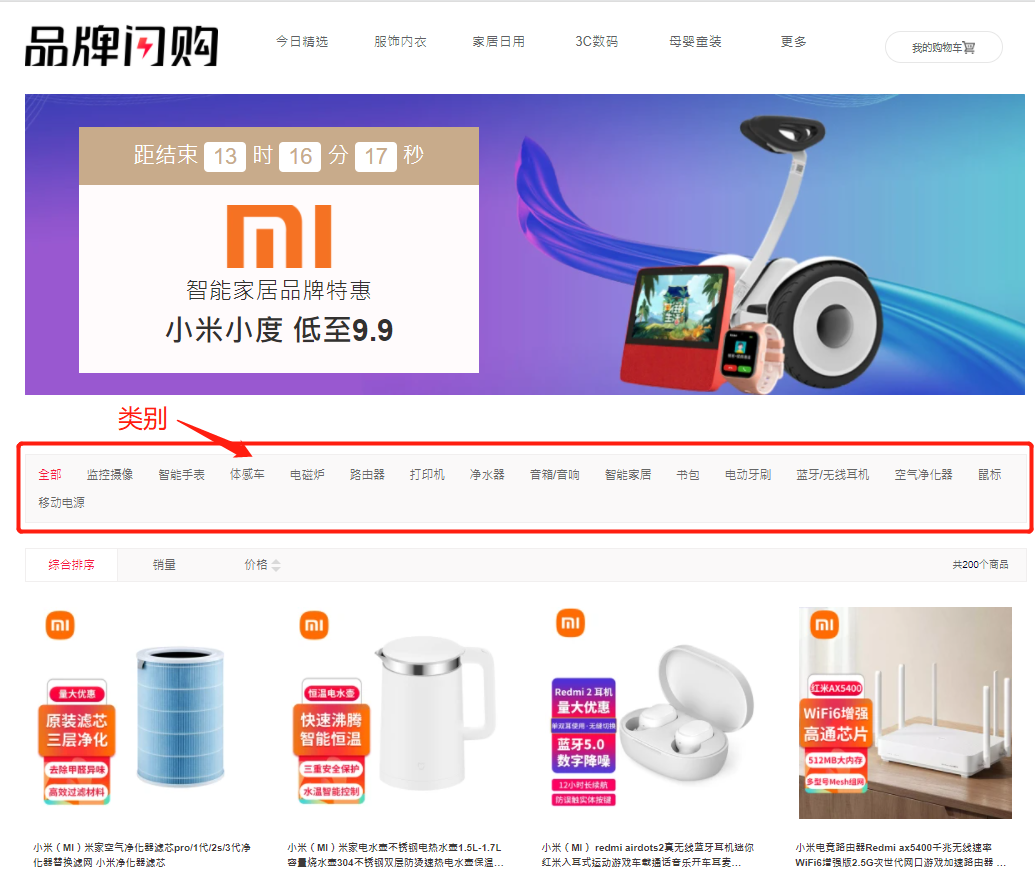 品牌闪购
今日精选 服饰内衣 家居日用 3C数码 母婴童装 更多
我的购物车
距结束 13 时 16 分 17 秒
智能家居品牌特惠
小米小度 低至9.9
类别
全部 监控摄像 智能手表 体感车 电磁炉 路由器 打印机 净水器 音箱/音响 智能家居 书包 电动牙刷 蓝牙/无线耳机 空气净化器 鼠标
移动电源
综合排序 销量 价格 共200个商品
量大优惠
原装滤芯
三层净化
去除甲醛异味
高效过滤材料
恒温电水壶
快速沸腾
智能恒温
三重安全保护
水温智能控制
Redmi 2 耳机
量大优惠
单双耳使用·无缝切换
蓝牙5.0
数字降噪
12小时长续航
防误触实体按键
红米AX5400
WiFi6增强
高通芯片
512MB大内存
多型号Mesh组网
小米（MI）米家空气净化器滤芯pro/1代/2s/3代净
化器替换滤网 小米净化器滤芯
小米（MI）米家电水壶不锈钢电热水壶1.5L-1.7L
容量烧水壶304不锈钢双层防烫速热电水壶保温...
小米（MI） redmi airdots2真无线蓝牙耳机迷你
红米入耳式运动游戏车载通话音乐开车耳麦...
小米电竞路由器Redmi ax5400千兆无线速率
WiFi6增强版2.5G次世代网口游戏加速路由器 ...